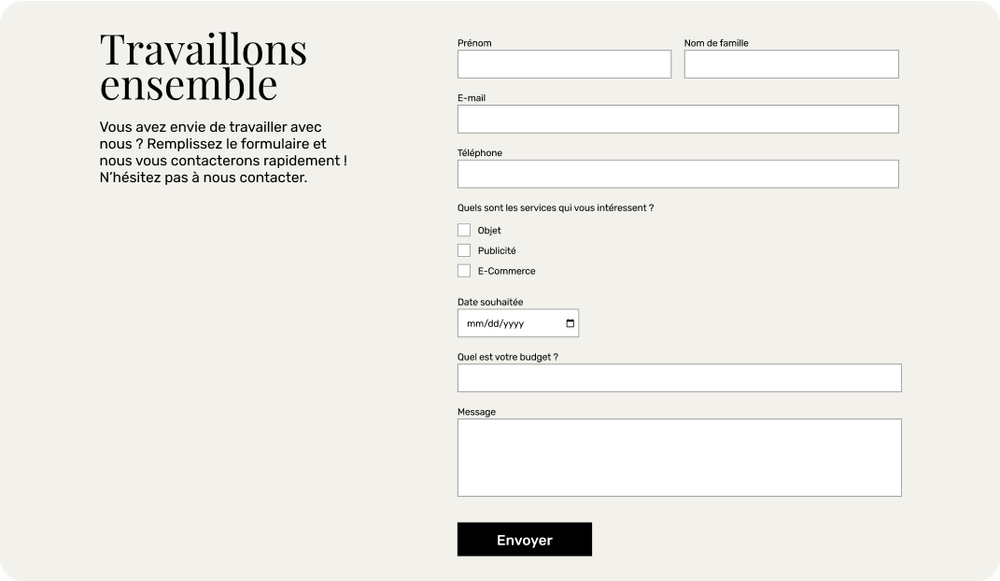 Travaillons
ensemble
Vous avez envie de travailler avec
nous ? Remplissez le formulaire et
nous vous contacterons rapidement !
N'hésitez pas à nous contacter.
Prénom
Nom de famille
E-mail
Téléphone
Quels sont les services qui vous intéressent ?
Objet
Publicité
E-Commerce
Date souhaitée
mm/dd/yyyy
Quel est votre budget ?
Message
Envoyer